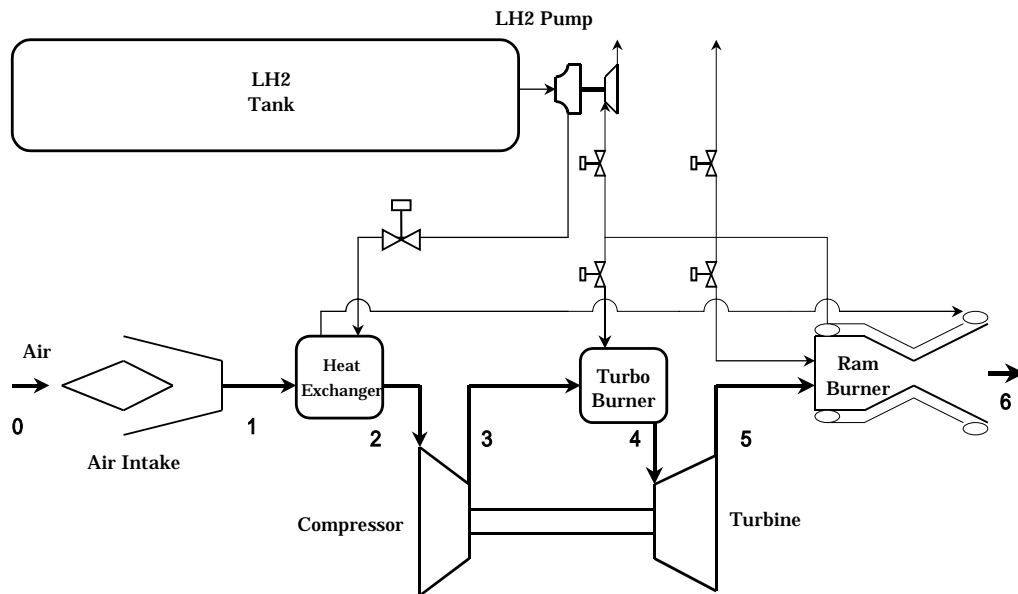 LH2 Pump
LH2
Tank
Air
0
Air Intake
1
Heat
Exchanger
2
Compressor
3
Turbo
Burner
4
5
Turbine
Ram
Burner
6